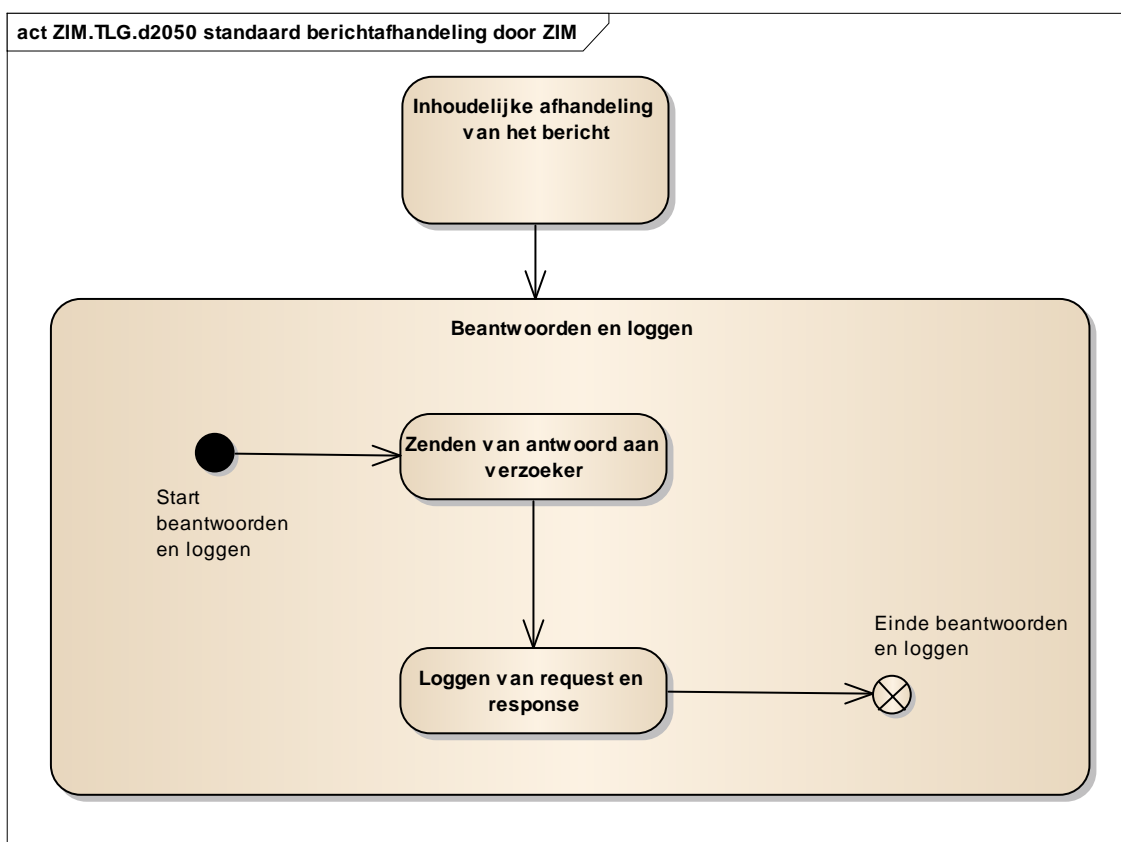 act ZIM.TLG.d2050 standaard berichtafhandeling door ZIM
Inhoudelijke afhandeling
van het bericht
Beantwoorden en loggen
Zenden van antwoord aan
verzoeker
Start
beantwoorden
en loggen
Einde beantwoorden
en loggen
Loggen van request en
response